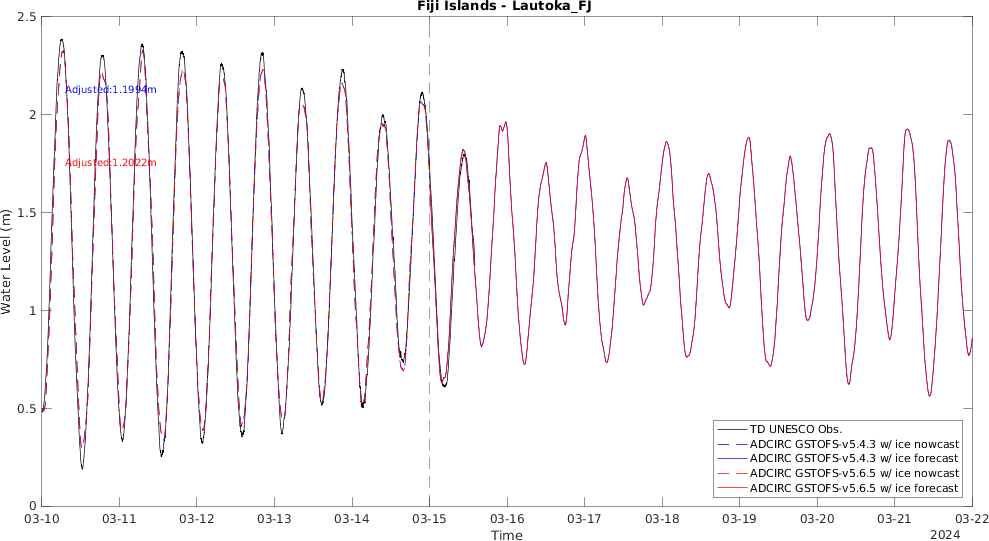 Fiji Islands - Lautoka_FJ
2.5
2
1.5
1
0.5
0
Water Level (m)
Adjusted:1.1994m
Adjusted:1.2022m
TD UNESCO Obs.
ADCIRC GSTOFS-v5.4.3 w/ ice nowcast
ADCIRC GSTOFS-v5.4.3 w/ ice forecast
ADCIRC GSTOFS-v5.6.5 w/ ice nowcast
ADCIRC GSTOFS-v5.6.5 w/ ice forecast
03-10 03-11 03-12 03-13 03-14 03-15 03-16 03-17 03-18 03-19 03-20 03-21 03-22
Time
2024